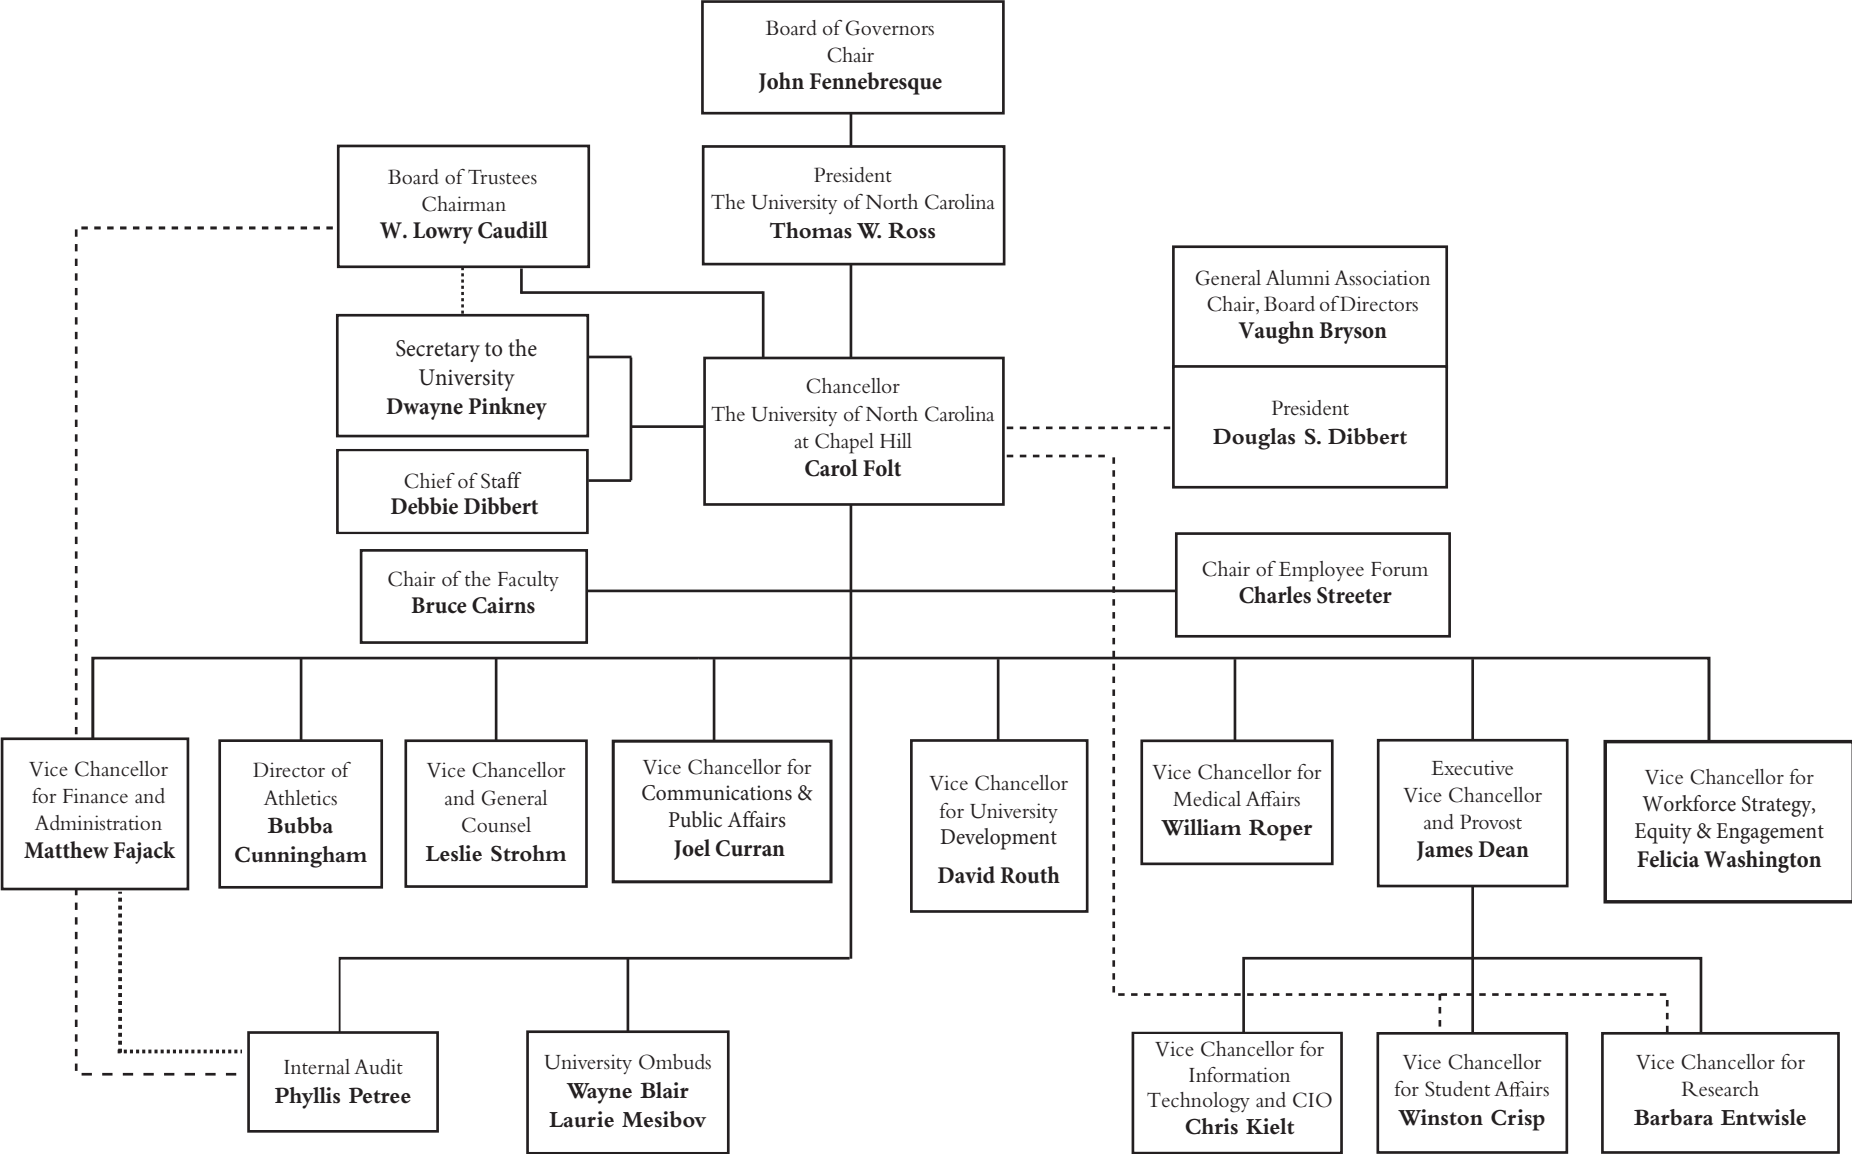 Board of Governors
Chair
John Fennebresque
Board of Trustees
Chairman
W. Lowry Caudill
President
The University of North Carolina
Thomas W. Ross
General Alumni Association
Chair, Board of Directors
Vaughn Bryson
President
Douglas S. Dibbert
Secretary to the
University
Dwayne Pinkney
Chancellor
The University of North Carolina
at Chapel Hill
Carol Folt
Chief of Staff
Debbie Dibbert
Chair of the Faculty
Bruce Cairns
Chair of Employee Forum
Charles Streeter
Vice Chancellor
for Finance and
Administration
Matthew Fajack
Director of
Athletics
Bubba
Cunningham
Vice Chancellor
and General
Counsel
Leslie Strohm
Vice Chancellor for
Communications &
Public Affairs
Joel Curran
Vice Chancellor
for University
Development
David Routh
Vice Chancellor for
Medical Affairs
William Roper
Executive
Vice Chancellor
and Provost
James Dean
Vice Chancellor for
Workforce Strategy,
Equity & Engagement
Felicia Washington
Internal Audit
Phyllis Petree
University Ombuds
Wayne Blair
Laurie Mesibov
Vice Chancellor for
Information
Technology and CIO
Chris Kielt
Vice Chancellor
for Student Affairs
Winston Crisp
Vice Chancellor for
Research
Barbara Entwisle